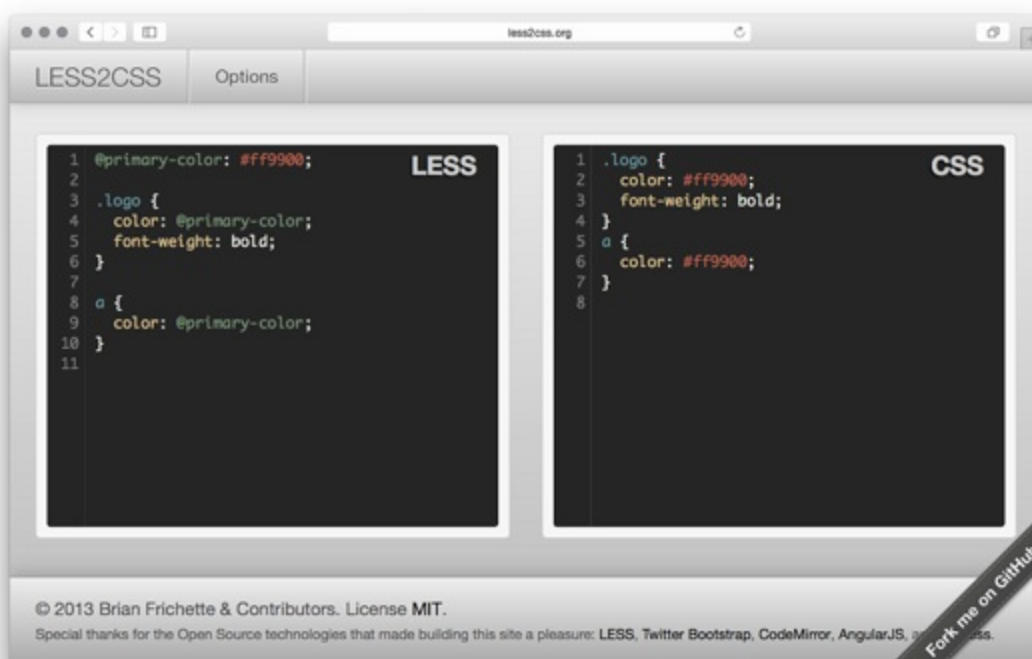 less2css.org
LESS2CSS Options
LESS
1 @primary-color: #ff9900;
2
3 .logo {
4   color: @primary-color;
5   font-weight: bold;
6 }
7
8 a {
9   color: @primary-color;
10 }
11
CSS
1 .logo {
2   color: #ff9900;
3   font-weight: bold;
4 }
5 a {
6   color: #ff9900;
7 }
8
© 2013 Brian Frichette & Contributors. License MIT.
Special thanks for the Open Source technologies that made building this site a pleasure: LESS, Twitter Bootstrap, CodeMirror, AngularJS,
Fork me on GitHub